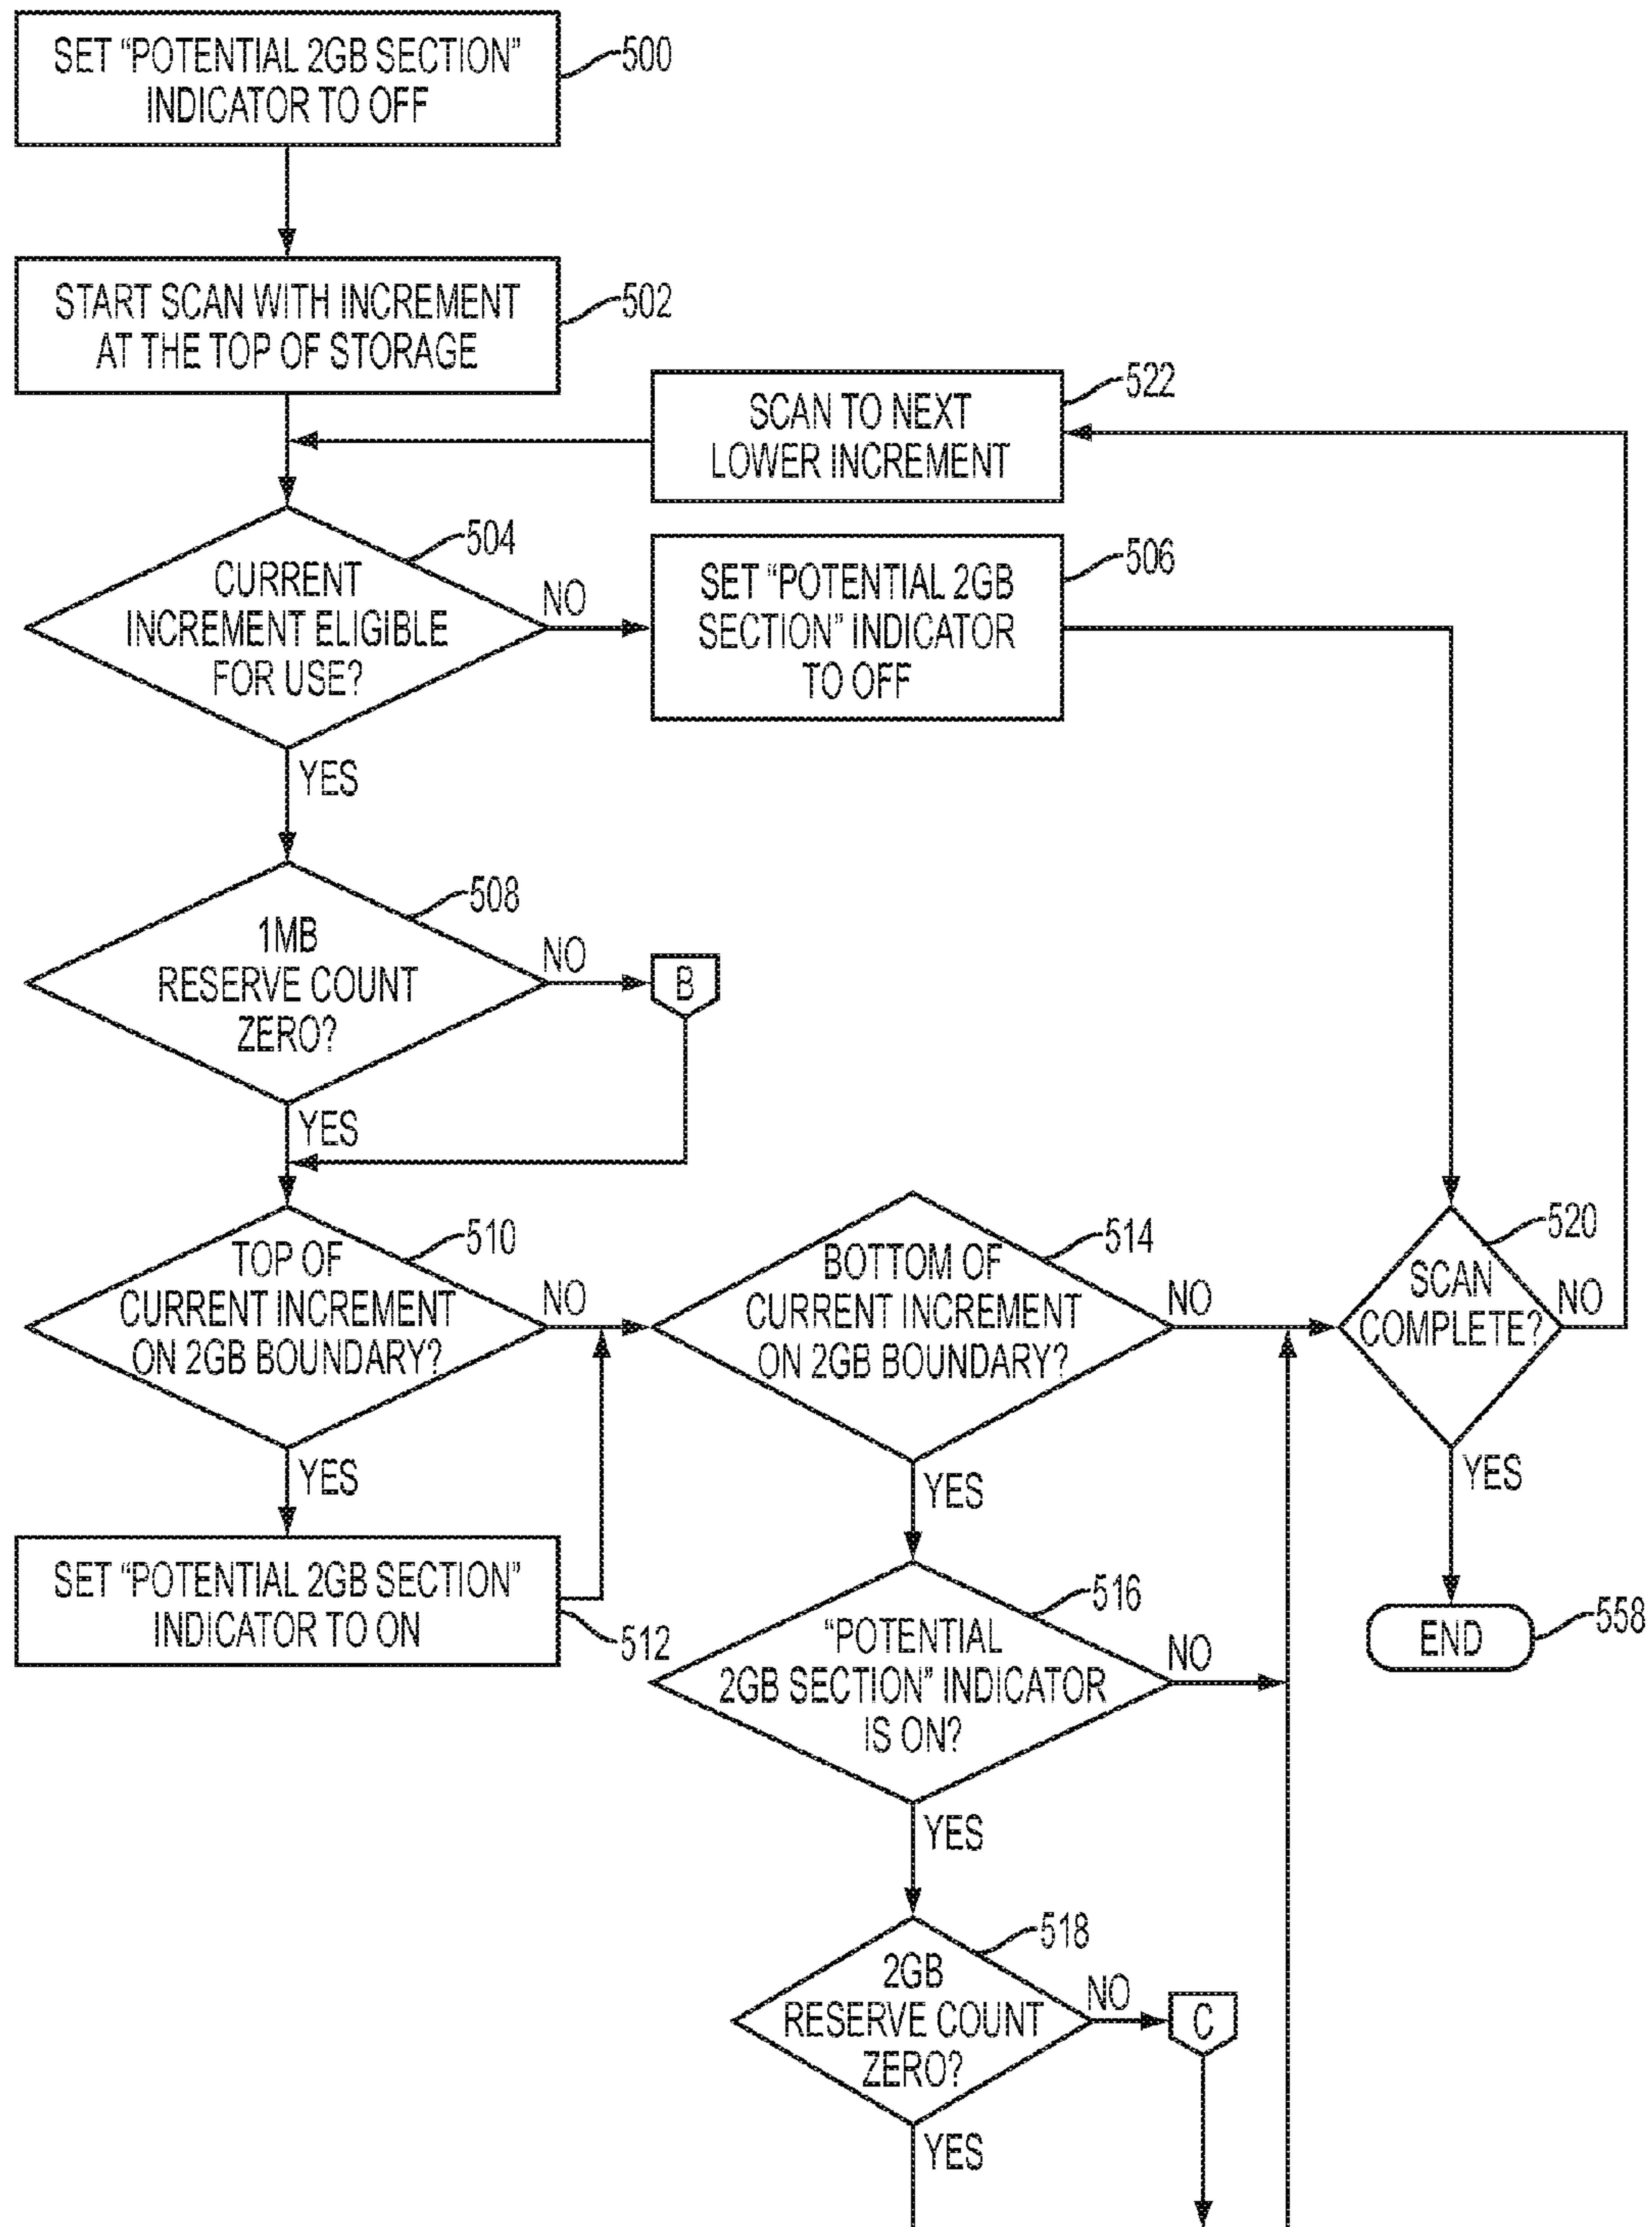 SET “POTENTIAL 2GB SECTION”
INDICATOR TO OFF
500
START SCAN WITH INCREMENT
AT THE TOP OF STORAGE
502
SCAN TO NEXT
LOWER INCREMENT
522
CURRENT
INCREMENT ELIGIBLE
FOR USE?
504
NO
YES
SET “POTENTIAL 2GB
SECTION” INDICATOR
TO OFF
506
1MB
RESERVE COUNT
ZERO?
508
NO
YES
B
TOP OF
CURRENT INCREMENT
ON 2GB BOUNDARY?
510
NO
YES
BOTTOM OF
CURRENT INCREMENT
ON 2GB BOUNDARY?
514
NO
YES
SCAN
COMPLETE?
520
NO
YES
SET “POTENTIAL 2GB SECTION”
INDICATOR TO ON
512
“POTENTIAL
2GB SECTION” INDICATOR
IS ON?
516
NO
YES
END
558
2GB
RESERVE COUNT
ZERO?
518
NO
YES
C